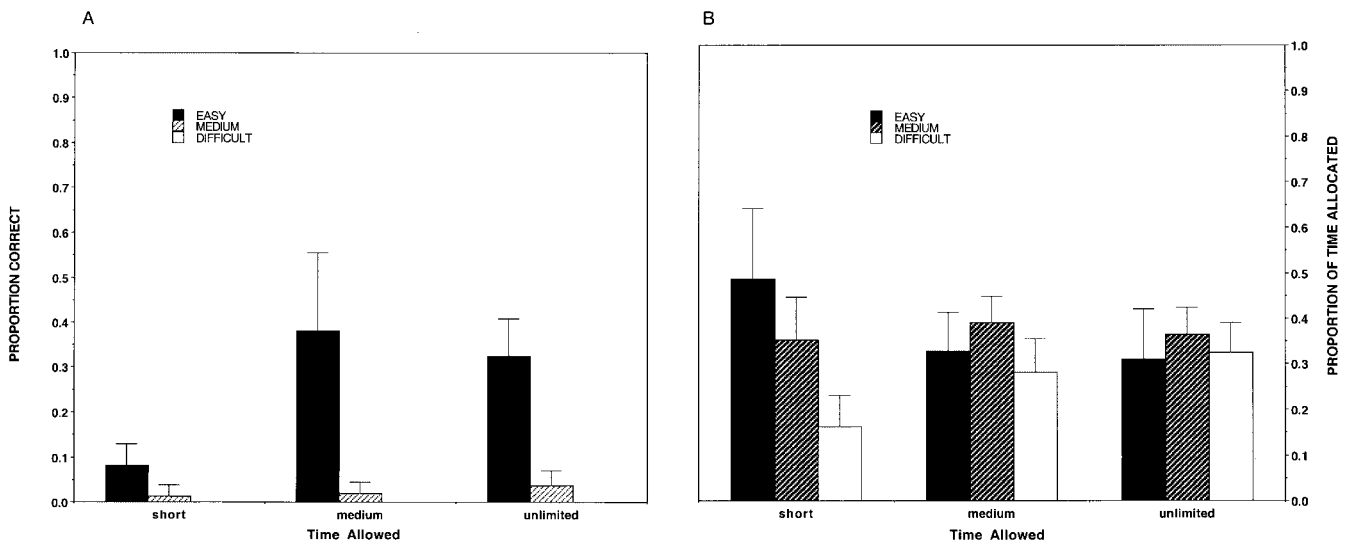 A
PROPORTION CORRECT
1.0
0.9
0.8
0.7
0.6
0.5
0.4
0.3
0.2
0.1
0.0
EASY
MEDIUM
DIFFICULT
short medium unlimited
Time Allowed
B
EASY
MEDIUM
DIFFICULT
1.0
0.9
0.8
0.7
0.6
0.5
0.4
0.3
0.2
0.1
0.0
PROPORTION OF TIME ALLOCATED
short medium unlimited
Time Allowed